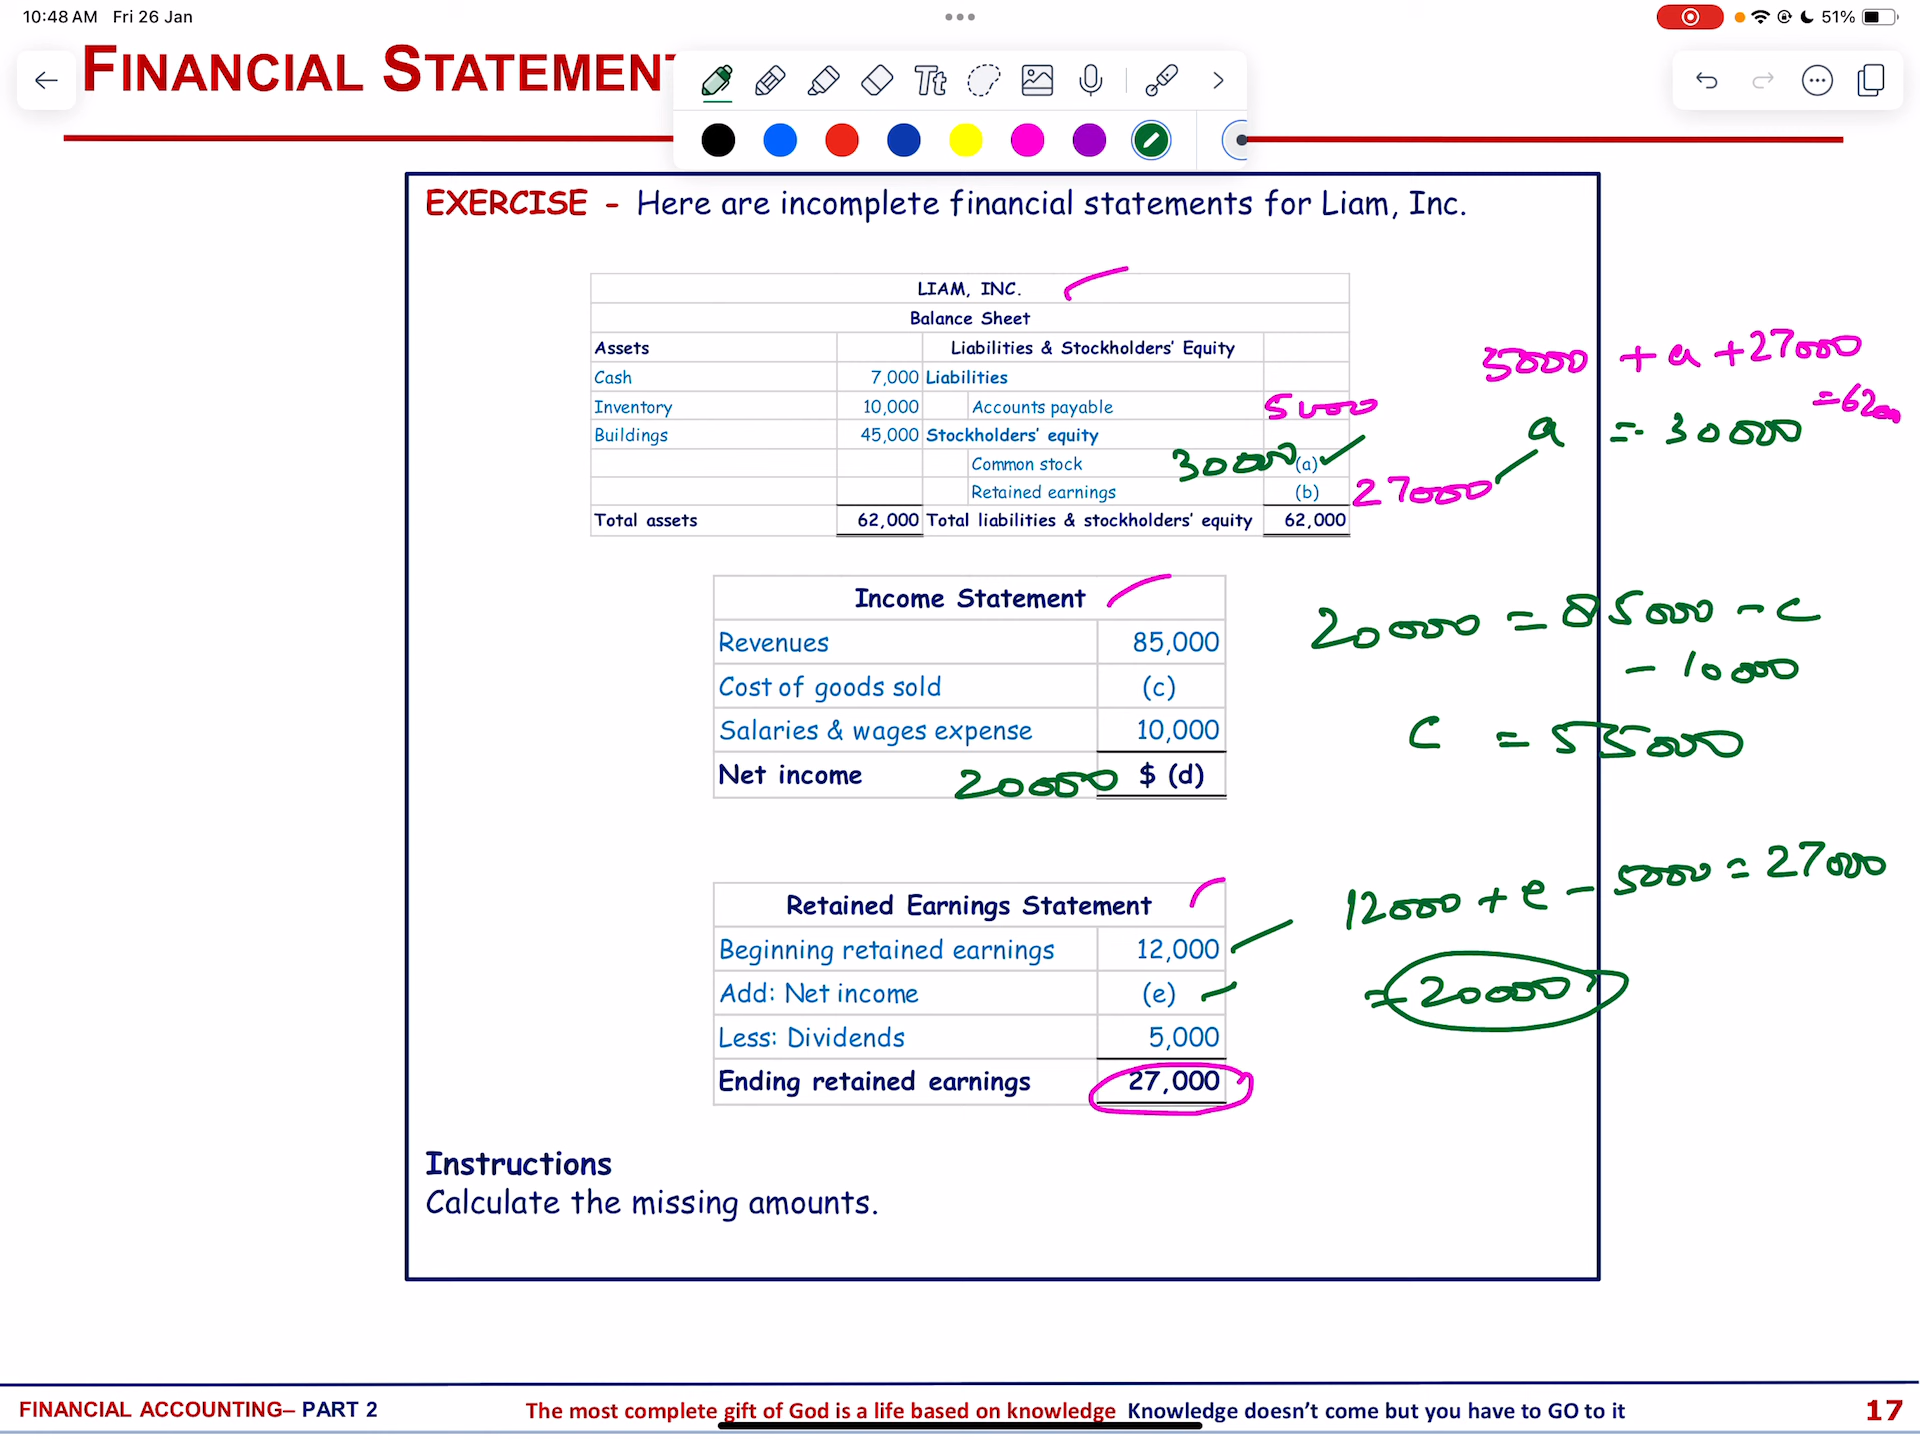 10:48 AM Fri 26 Jan
51%
FINANCIAL STATEMENT
Tt
EXERCISE - Here are incomplete financial statements for Liam, Inc.
LIAM, INC.
Balance Sheet
Assets Liabilities & Stockholders' Equity
Cash 7,000 Liabilities
Inventory 10,000 Accounts payable 5000
Buildings 45,000 Stockholders' equity
Common stock 30000 (a)
Retained earnings (b) 27000
Total assets 62,000 Total liabilities & stockholders' equity 62,000
5000 + a + 27000
a = 30000
Income Statement
Revenues 85,000
Cost of goods sold (c)
Salaries & wages expense 10,000
Net income 20000 $ (d)
20000 = 85000 - c
- 10000
C = 55000
Retained Earnings Statement
Beginning retained earnings 12,000
Add: Net income (e)
Less: Dividends 5,000
Ending retained earnings 27,000
12000 + e - 5000 = 27000
= 20000
Instructions
Calculate the missing amounts.
FINANCIAL ACCOUNTING– PART 2 The most complete gift of God is a life based on knowledge Knowledge doesn't come but you have to GO to it 17